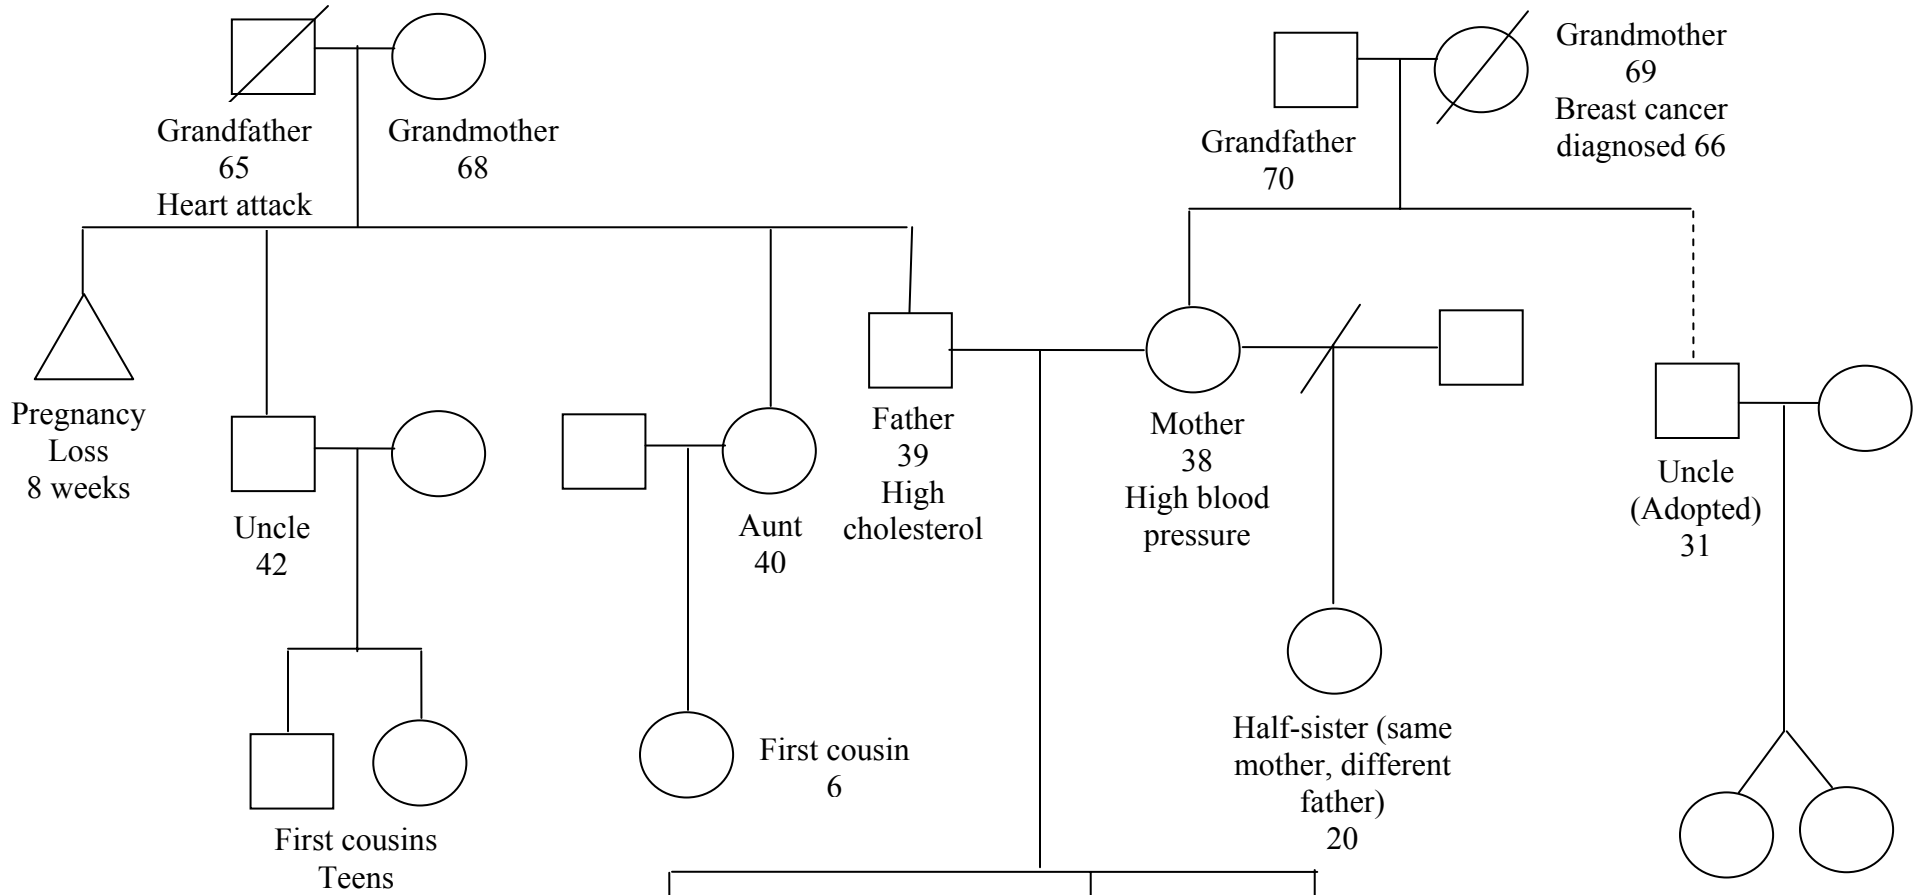 Grandfather
65
Heart attack
Grandmother
68
Grandfather
70
Grandmother
69
Breast cancer
diagnosed 66
Pregnancy
Loss
8 weeks
Uncle
42
Aunt
40
Father
39
High
cholesterol
Mother
38
High blood
pressure
Uncle
(Adopted)
31
First cousins
Teens
First cousin
6
Half-sister (same
mother, different
father)
20